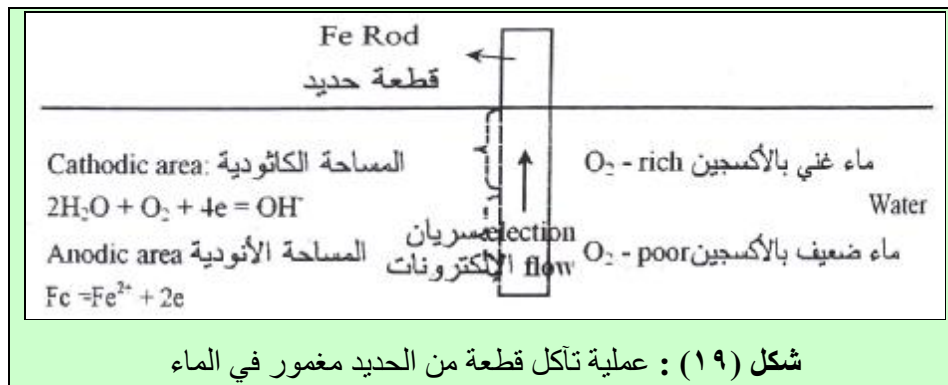 Fe Rod
قطعة حديد
Cathodic area: المساحة الكاثودية
2H₂O + O₂ + 4e = OH⁻
Anodic area المساحة الأنودية
Fc =Fe²⁺ + 2e
سريان election
الإلكترونات flow
O₂ - rich ماء غني بالأكسجين
Water
O₂ - poor ماء ضعيف بالأكسجين
شكل (١٩) : عملية تآكل قطعة من الحديد مغمور في الماء